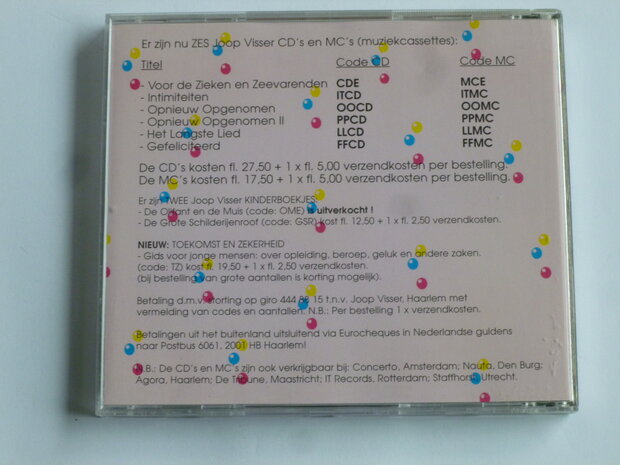 Er zijn nu ZES Joop Visser CD's en MC's (muziekcassettes):
Titel Code CD Code MC
- Voor de Zieken en Zeevarenden CDE MCE
- Intimiteiten ITCD ITMC
- Opnieuw Opgenomen OOCD OOMC
- Opnieuw Opgenomen II PPCD PPMC
- Het Langste Lied LLCD LLMC
- Gefeliciteerd FFCD FFMC
De CD's kosten fl. 27,50 + 1 x fl. 5,00 verzendkosten per bestelling.
De MC's kosten fl. 17,50 + 1 x fl. 5,00 verzendkosten per bestelling.
Er zijn TWEE Joop Visser KINDERBOEKJES:
- De Olifant en de Muis (code: OME) is uitverkocht !
- De Grote Schilderijenroof (code: GSR) kost fl. 12,50 + 1 x fl. 2,50 verzendkosten.
NIEUW: TOEKOMST EN ZEKERHEID
- Gids voor jonge mensen: over opleiding, beroep, geluk en andere zaken.
(code: TZ) kost fl. 19,50 + 1 x fl. 2,50 verzendkosten.
(bij bestelling van grote aantallen is korting mogelijk).
Betaling d.m.v. storting op giro 444 88 15 t.n.v. Joop Visser, Haarlem met
vermelding van codes en aantallen. N.B.: Per bestelling 1 x verzendkosten.
Betalingen uit het buitenland uitsluitend via Eurocheques in Nederlandse guldens
naar Postbus 6061, 2001 HB Haarlem!
N.B.: De CD's en MC's zijn ook verkrijgbaar bij: Concerto, Amsterdam; Nauta, Den Burg;
Agora, Haarlem; De Tribune, Maastricht; IT Records, Rotterdam; Staffhorst, Utrecht.